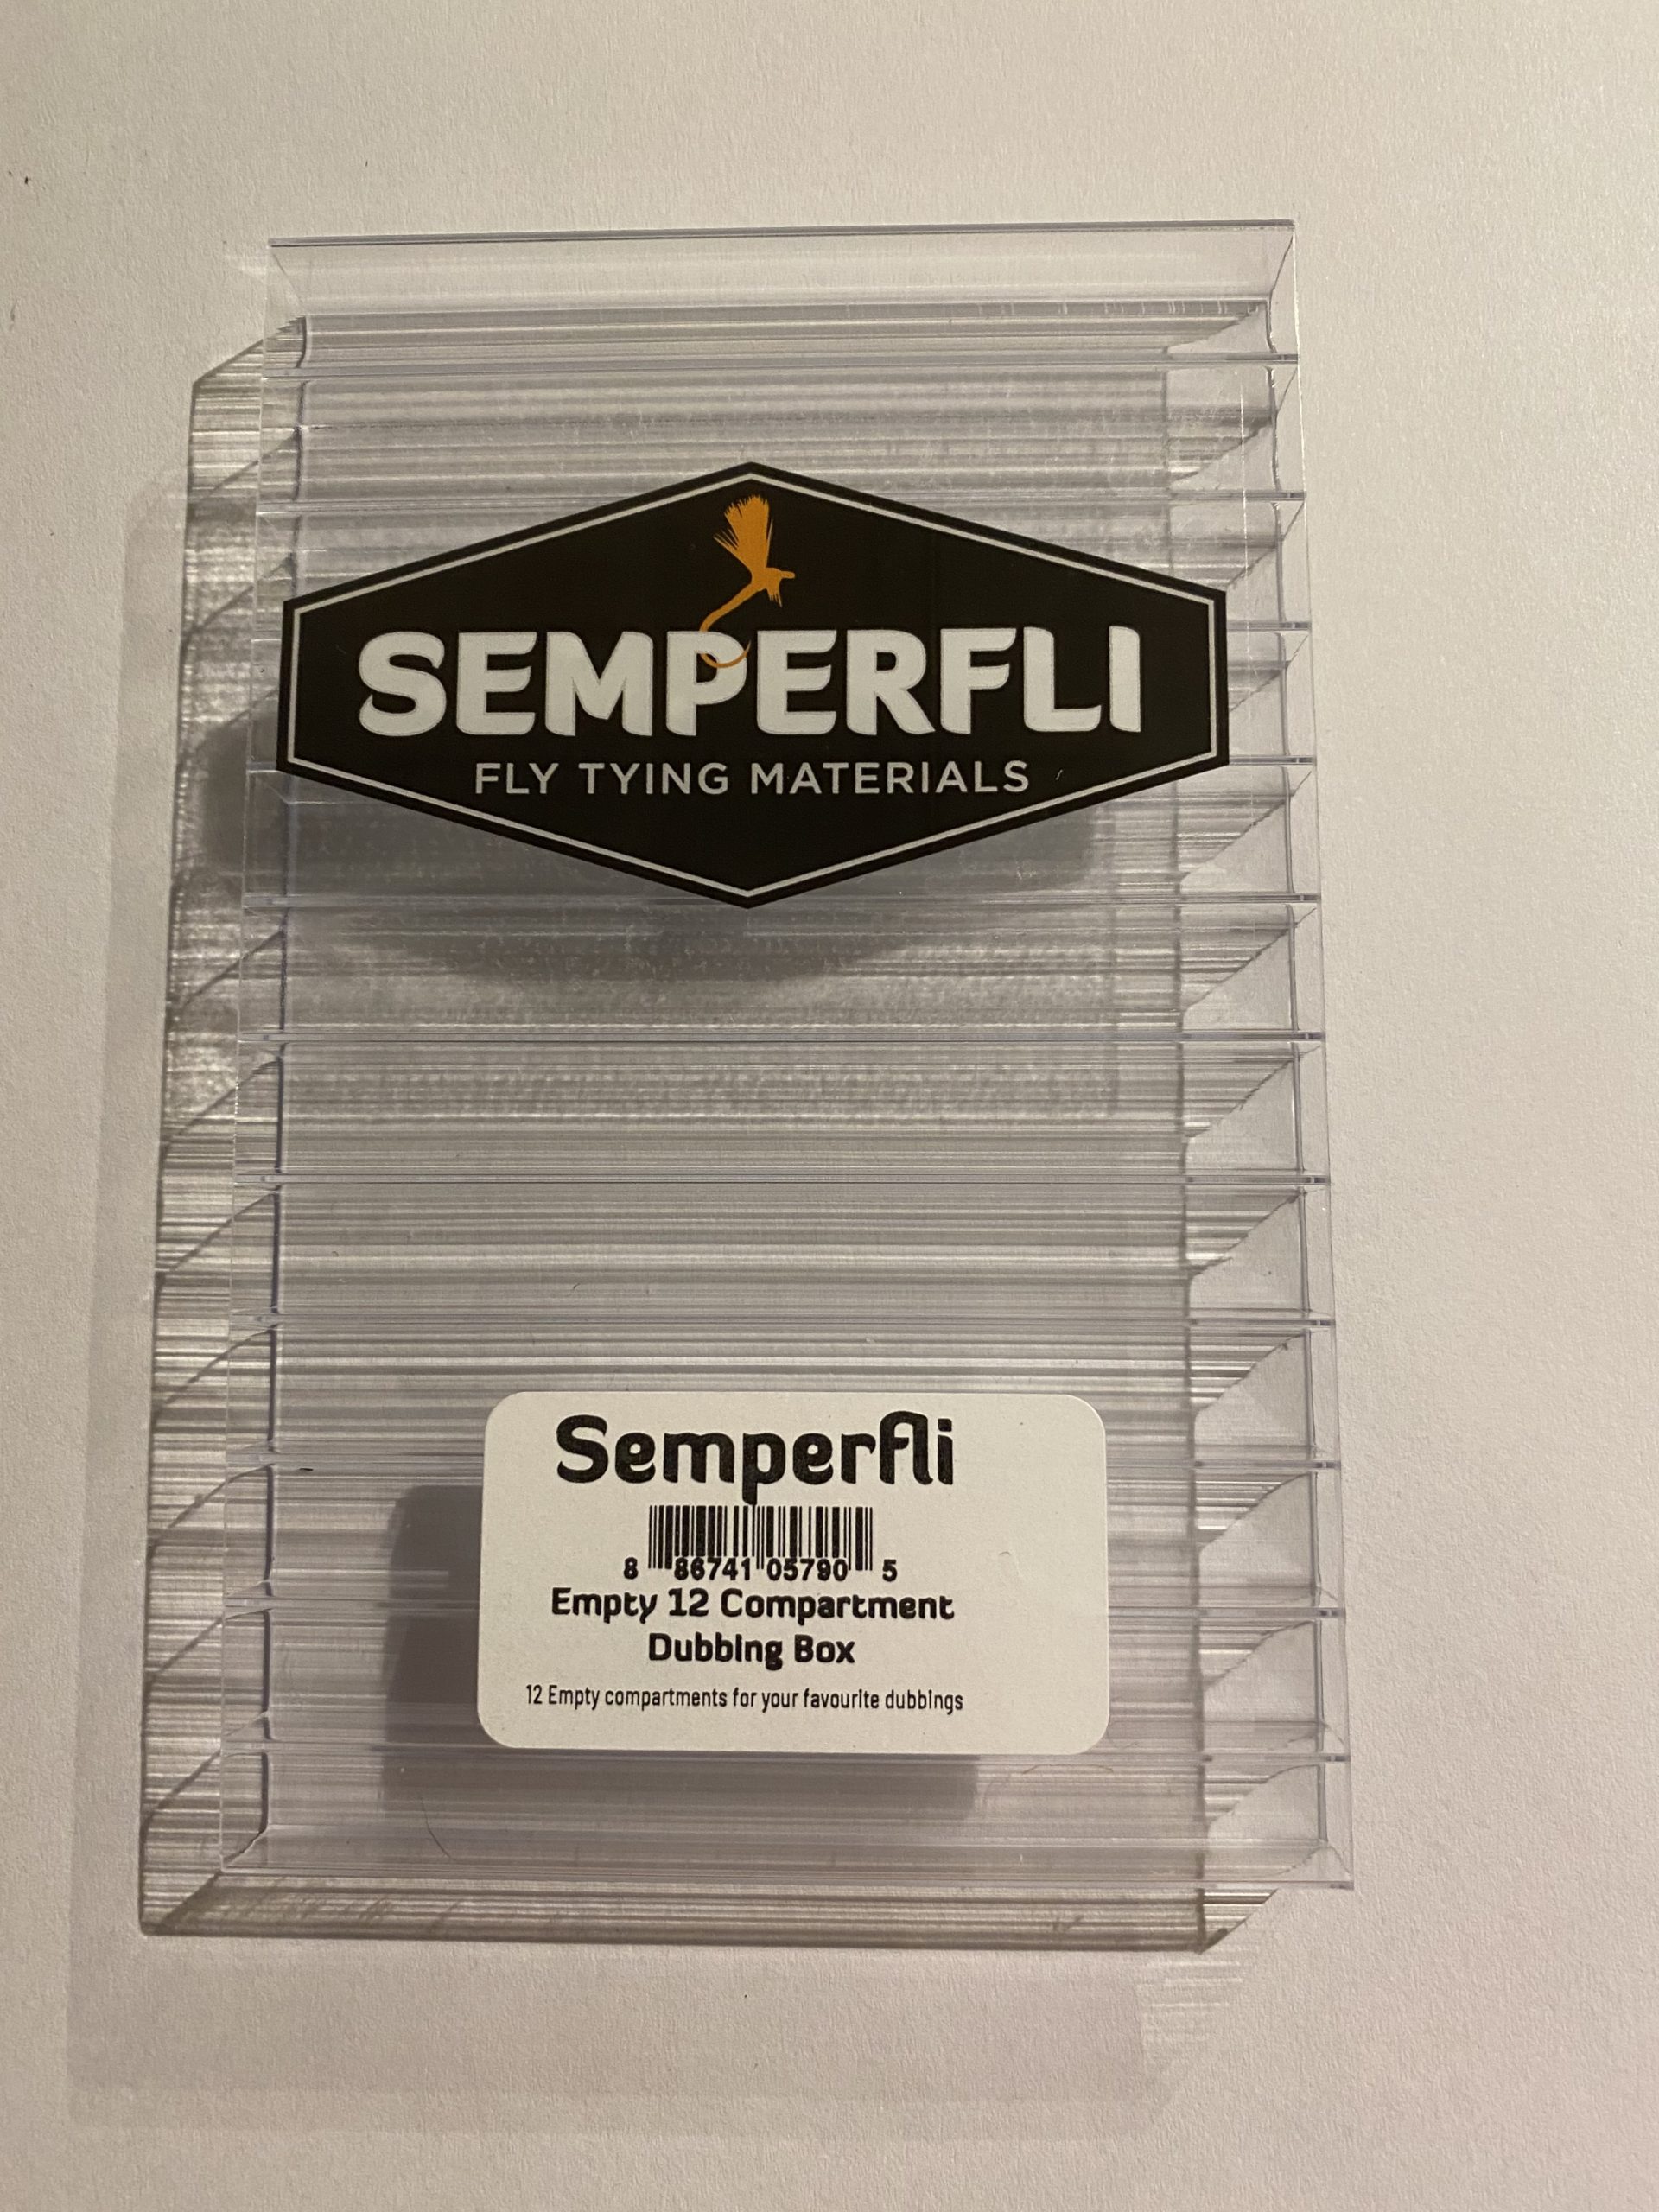 SEMPERFLI
FLY TYING MATERIALS
Semperfli
8 86741 05790 5
Empty 12 Compartment
Dubbing Box
12 Empty compartments for your favourite dubbings